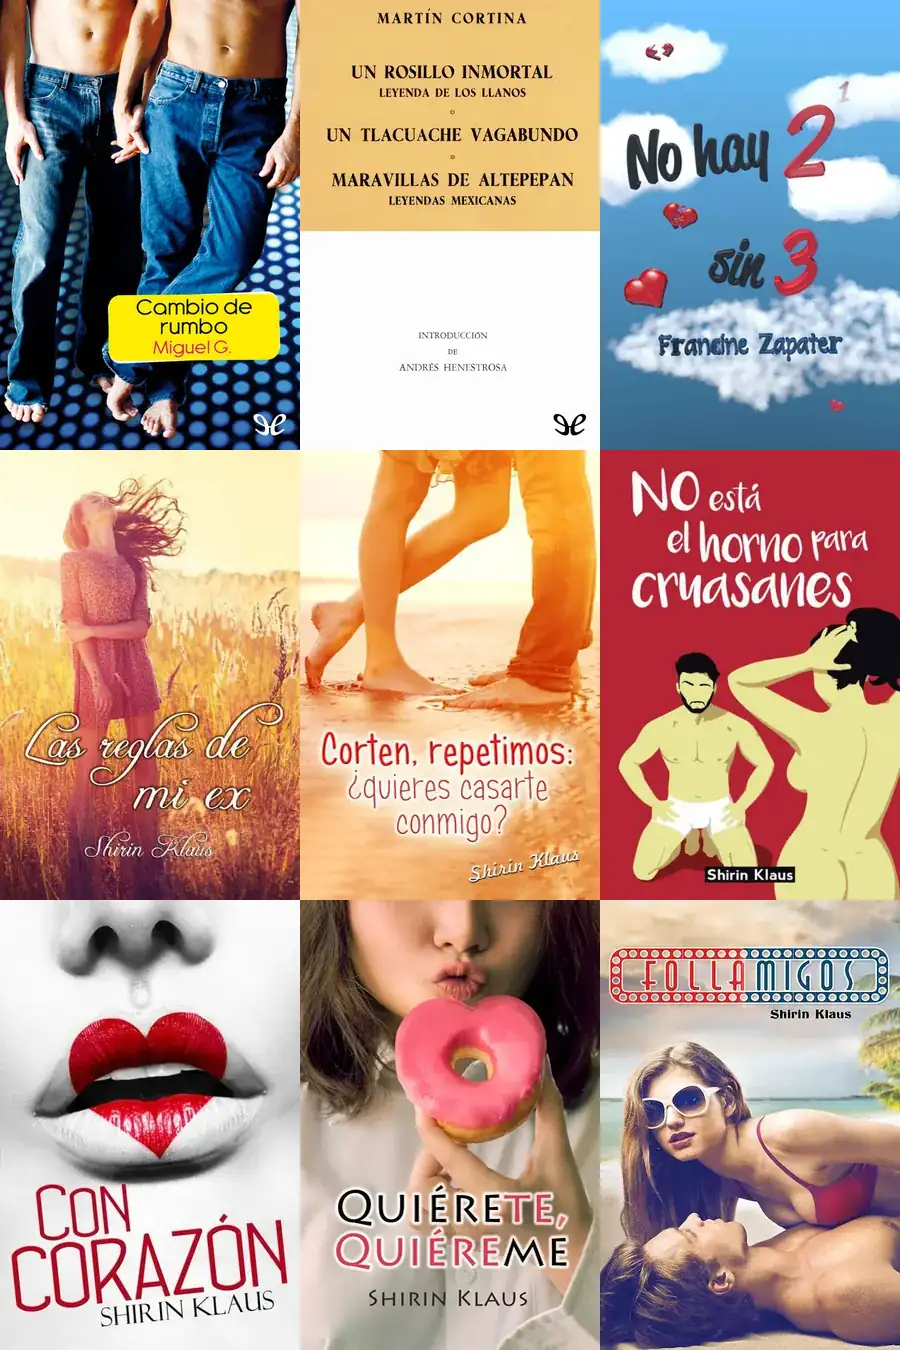 Cambio de
rumbo
Miguel G.
MARTÍN CORTINA
UN ROSILLO INMORTAL
LEYENDA DE LOS LLANOS
UN TLACUACHE VAGABUNDO
MARAVILLAS DE ALTEPEPAN
LEYENDAS MEXICANAS
INTRODUCCIÓN
DE
ANDRÉS HENESTROSA
No hay 2 1
sin 3
Francine Zapater
Las reglas de
mi ex
Shirin Klaus
Corten, repetimos:
¿quieres casarte
conmigo?
Shirin Klaus
NO está
el horno para
cruasanes
Shirin Klaus
CON
CORAZÓN
SHIRIN KLAUS
QUIÉRETE,
QUIÉREME
SHIRIN KLAUS
FOLLAMIGOS
Shirin Klaus